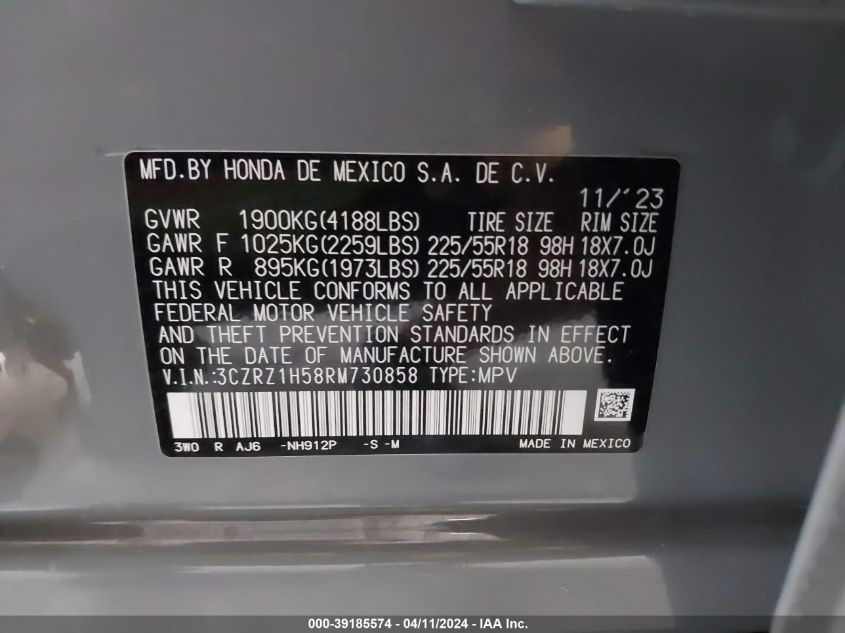 MFD.BY HONDA DE MEXICO S.A. DE C.V.
11/'23
GVWR 1900KG(4188LBS) TIRE SIZE RIM SIZE
GAWR F 1025KG(2259LBS) 225/55R18 98H 18X7.0J
GAWR R 895KG(1973LBS) 225/55R18 98H 18X7.0J
THIS VEHICLE CONFORMS TO ALL APPLICABLE
FEDERAL MOTOR VEHICLE SAFETY
AND THEFT PREVENTION STANDARDS IN EFFECT
ON THE DATE OF MANUFACTURE SHOWN ABOVE.
V.I.N.:3CZRZ1H58RM730858 TYPE:MPV
3W0 R AJ6 -NH912P -S -M MADE IN MEXICO
000-39185574 - 04/11/2024 - IAA Inc.